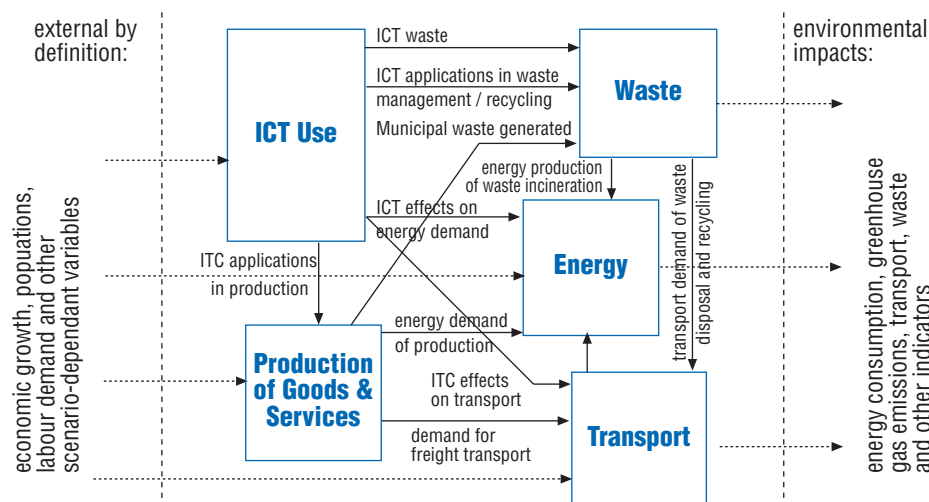 external by
definition:
environmental
impacts:
ICT waste
ICT applications in waste
management / recycling
Municipal waste generated
ICT Use
Waste
energy production
of waste incineration
transport demand of waste
disposal and recycling
ICT effects on
energy demand
Energy
ITC applications
in production
economic growth, poputations,
labour demand and other
scenario-dependant variables
energy consumption, greenhouse
gas emissions, transport, waste
and other indicators
energy demand
of production
Production
of Goods &
Services
ITC effects
on transport
Transport
demand for
freight transport